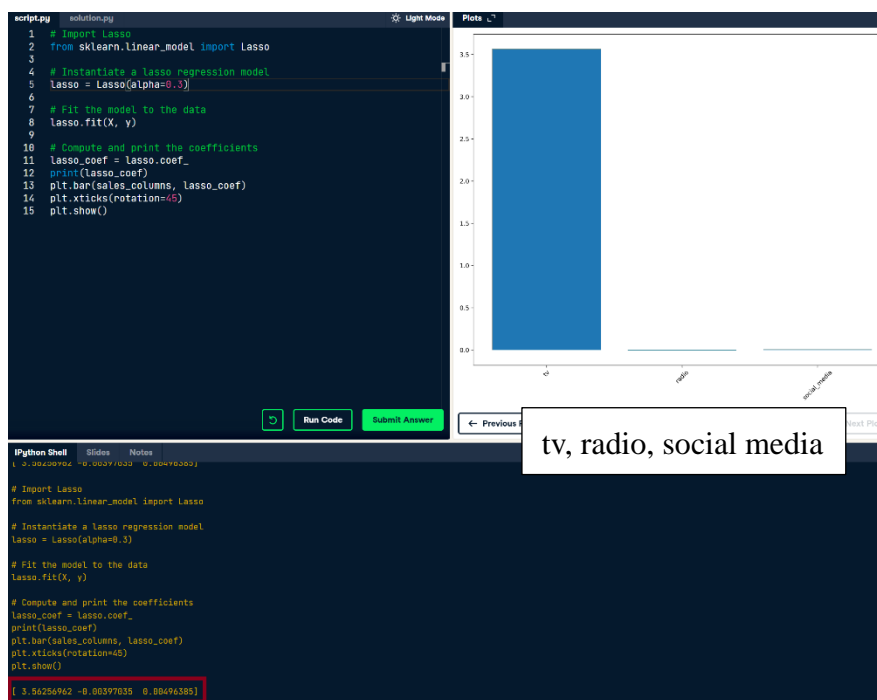 script.py solution.py Light Mode
1 # Import Lasso
2 from sklearn.linear_model import Lasso
3
4 # Instantiate a lasso regression model
5 lasso = Lasso(alpha=0.3)
6
7 # Fit the model to the data
8 lasso.fit(X, y)
9
10 # Compute and print the coefficients
11 lasso_coef = lasso.coef_
12 print(lasso_coef)
13 plt.bar(sales_columns, lasso_coef)
14 plt.xticks(rotation=45)
15 plt.show()
Run Code Submit Answer
Plots
3.5
3.0
2.5
2.0
1.5
1.0
0.5
0.0
tv radio social_media
← Previous
Next
tv, radio, social media
IPython Shell Slides Notes
[ 3.56256962 -0.00397035 0.00496385]
# Import Lasso
from sklearn.linear_model import Lasso
# Instantiate a lasso regression model
lasso = Lasso(alpha=0.3)
# Fit the model to the data
lasso.fit(X, y)
# Compute and print the coefficients
lasso_coef = lasso.coef_
print(lasso_coef)
plt.bar(sales_columns, lasso_coef)
plt.xticks(rotation=45)
plt.show()
[ 3.56256962 -0.00397035 0.00496385]